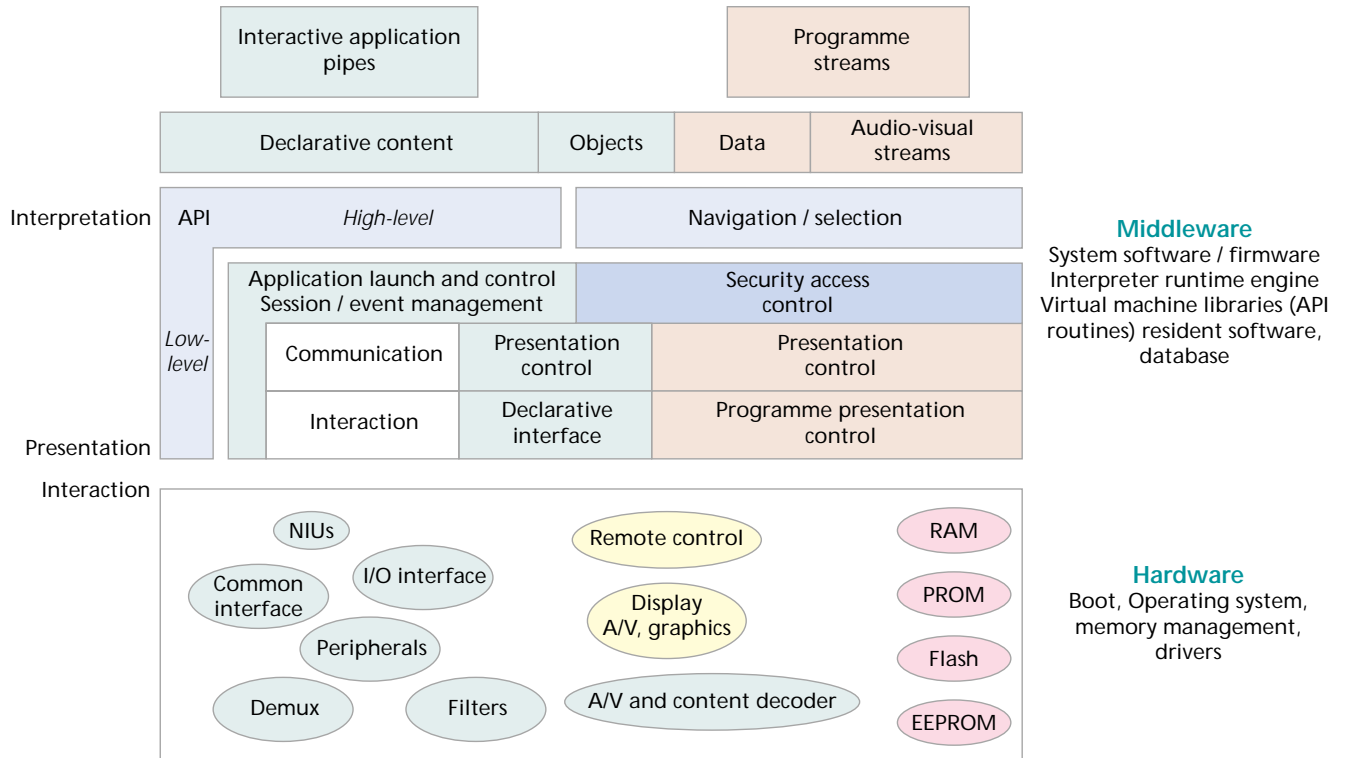 Interactive application
pipes
Programme
streams
Declarative content
Objects
Data
Audio-visual
streams
Interpretation
API
High-level
Navigation / selection
Middleware
System software / firmware
Interpreter runtime engine
Virtual machine libraries (API
routines) resident software,
database
Application launch and control
Session / event management
Security access
control
Low-
level
Communication
Presentation
control
Presentation
control
Interaction
Declarative
interface
Programme presentation
control
Presentation
Interaction
NIUs
Remote control
RAM
Common
interface
I/O interface
Display
A/V, graphics
PROM
Hardware
Boot, Operating system,
memory management,
drivers
Peripherals
Flash
Demux
Filters
A/V and content decoder
EEPROM